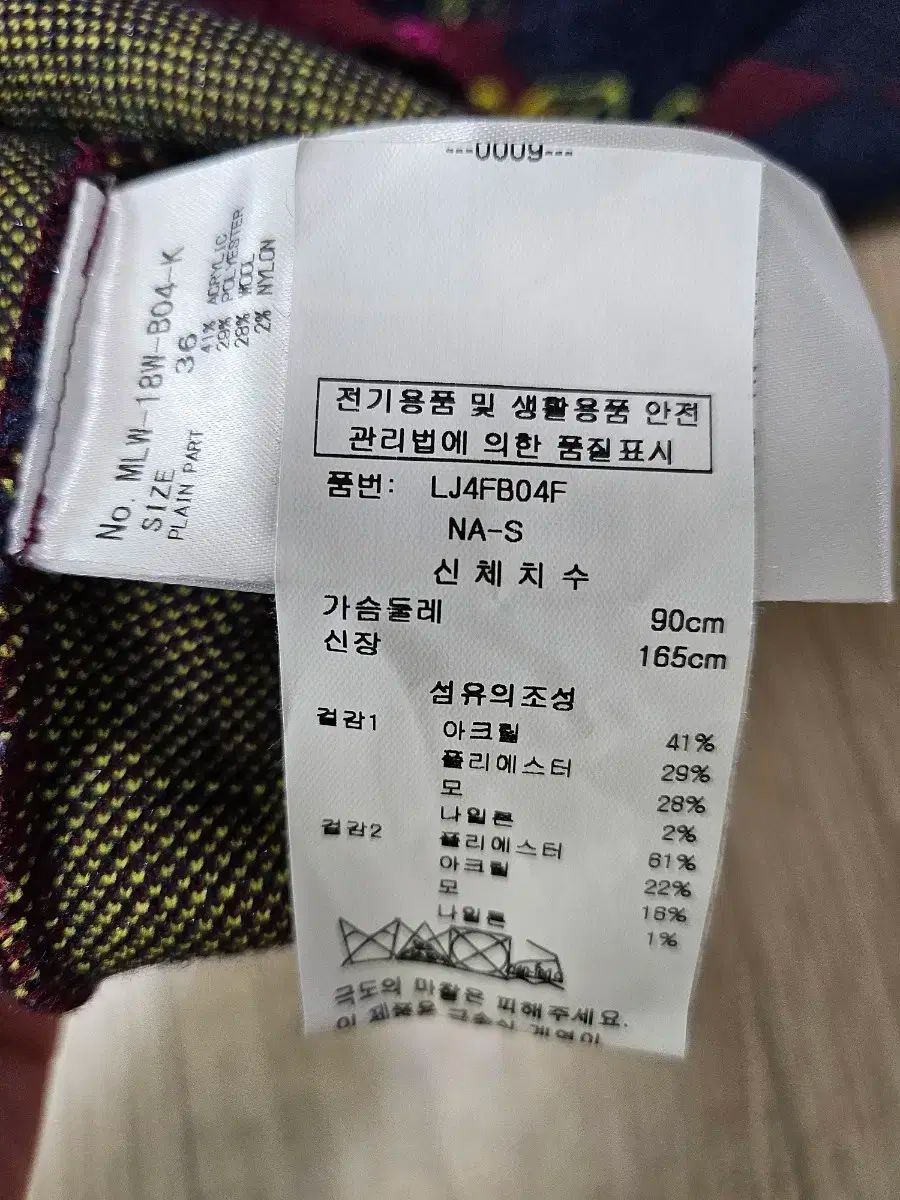 No. MLW-18W-B04-K
SIZE 36
PLAIN PART 41% ACRYLIC
29% POLYESTER
28% WOOL
2% NYLON
---0009---
전기용품 및 생활용품 안전
관리법에 의한 품질표시
품번: LJ4FB04F
NA-S
신체치수
가슴둘레 90cm
신장 165cm
섬유의조성
겉감1 아크릴 41%
폴리에스터 29%
모 28%
나일론 2%
겉감2 폴리에스터 61%
아크릴 22%
모 16%
나일론 1%
극도의 마찰은 피해주세요.
이 제품은